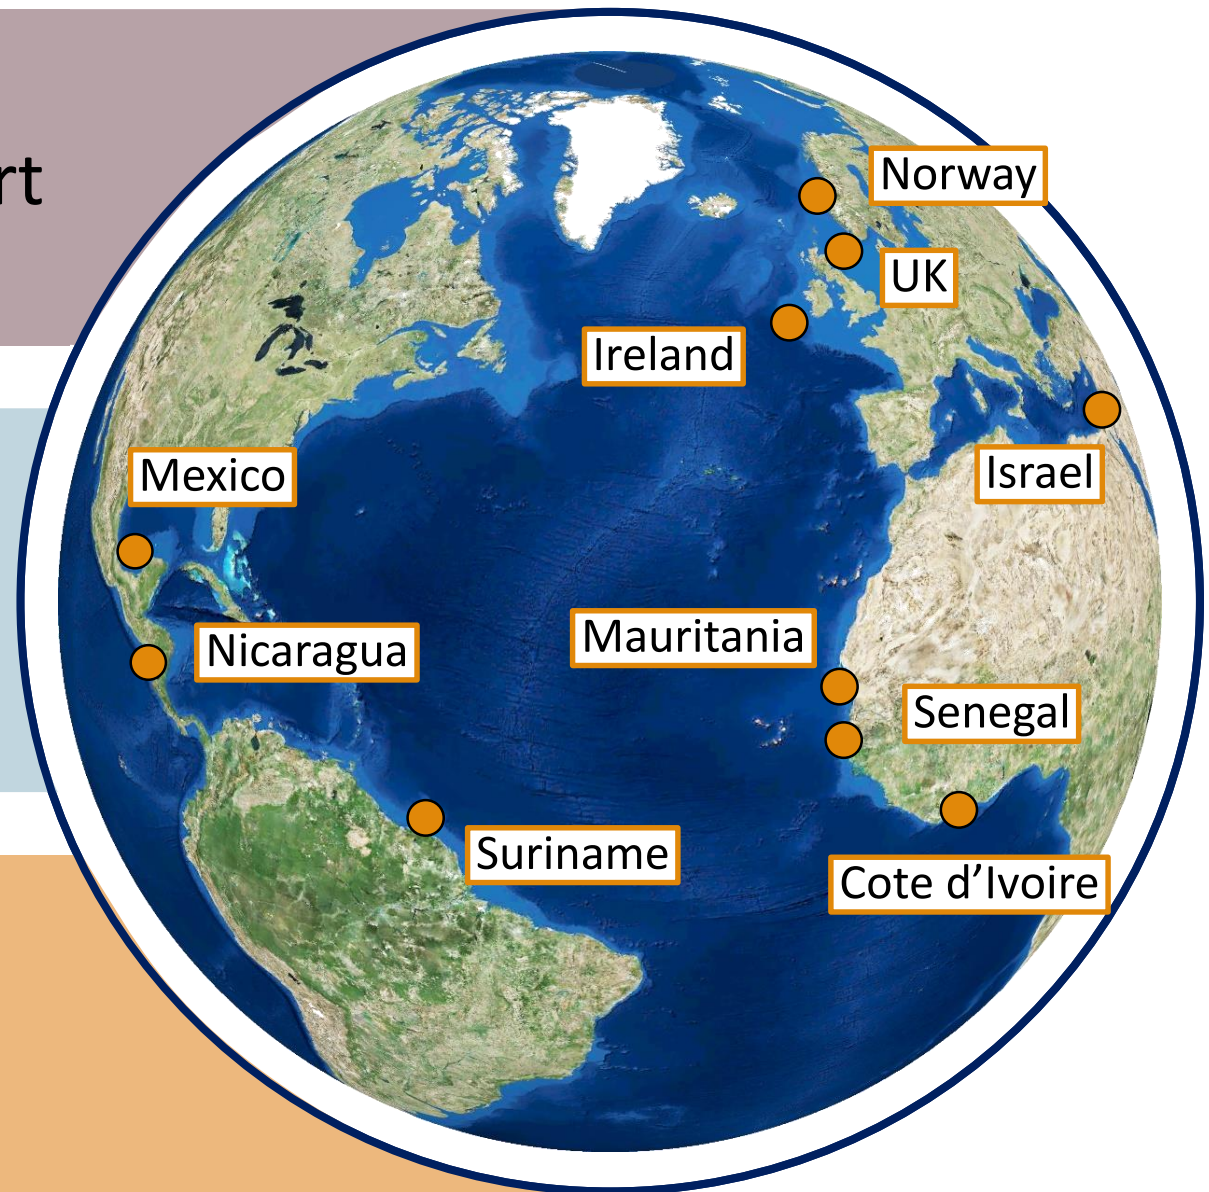 rt
Norway
UK
Ireland
Israel
Mexico
Mauritania
Nicaragua
Senegal
Suriname
Cote d’Ivoire